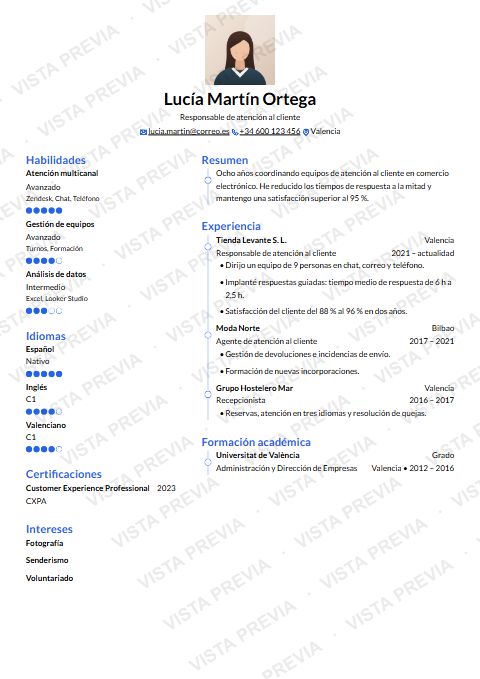 Lucía Martín Ortega
Responsable de atención al cliente
lucia.martin@correo.es +34 600 123 456 Valencia
Habilidades
Atención multicanal
Avanzado
Zendesk, Chat, Teléfono
Gestión de equipos
Avanzado
Turnos, Formación
Análisis de datos
Intermedio
Excel, Looker Studio
Idiomas
Español
Nativo
Inglés
C1
Valenciano
C1
Certificaciones
Customer Experience Professional 2023
CXPA
Intereses
Fotografía
Senderismo
Voluntariado
Resumen
Ocho años coordinando equipos de atención al cliente en comercio
electrónico. He reducido los tiempos de respuesta a la mitad y
mantengo una satisfacción superior al 95 %.
Experiencia
Tienda Levante S. L. Valencia
Responsable de atención al cliente 2021 – actualidad
• Dirijo un equipo de 9 personas en chat, correo y teléfono.
• Implanté respuestas guiadas: tiempo medio de respuesta de 6 h a
2,5 h.
• Satisfacción del cliente del 88 % al 96 % en dos años.
Moda Norte Bilbao
Agente de atención al cliente 2017 – 2021
• Gestión de devoluciones e incidencias de envío.
• Formación de nuevas incorporaciones.
Grupo Hostelero Mar Valencia
Recepcionista 2016 – 2017
• Reservas, atención en tres idiomas y resolución de quejas.
Formación académica
Universitat de València Grado
Administración y Dirección de Empresas Valencia • 2012 – 2016
VISTA PREVIA · VISTA PREVIA · VISTA PREVIA